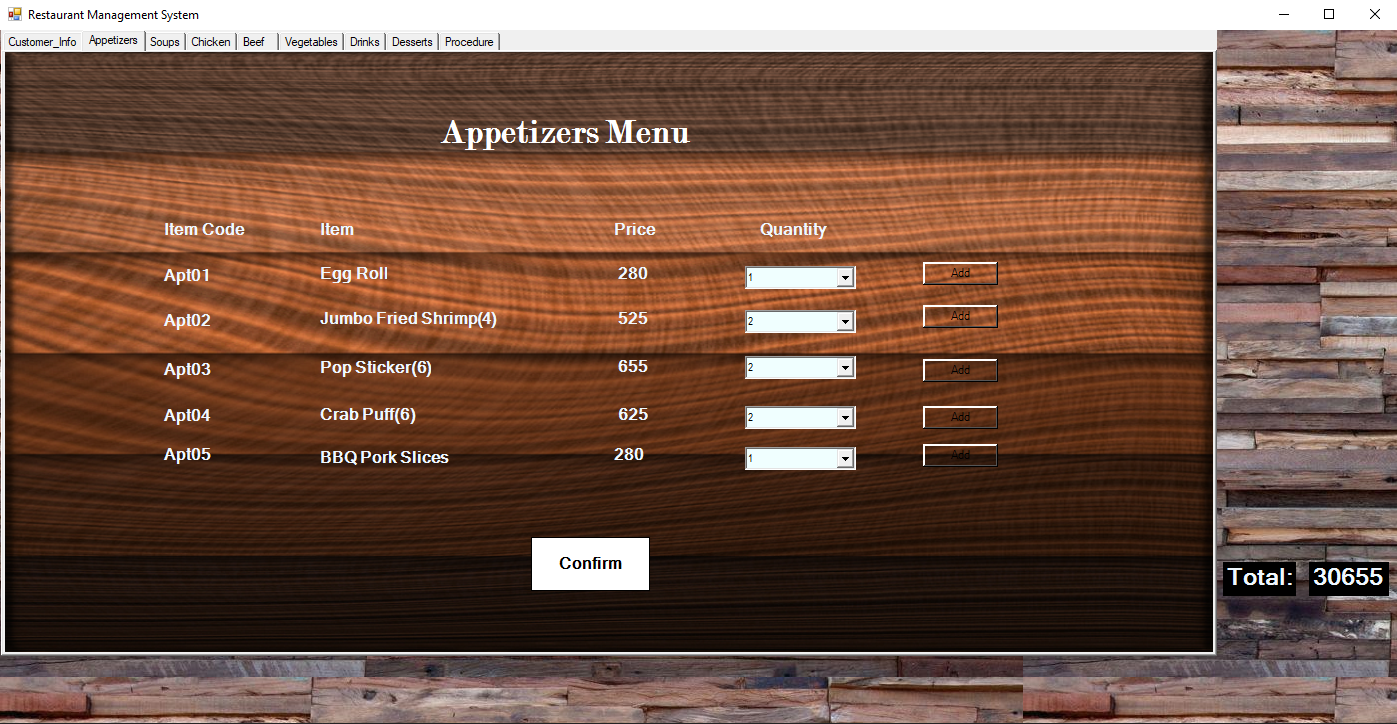 Restaurant Management System
Customer_Info Appetizers Soups Chicken Beef Vegetables Drinks Desserts Procedure
Appetizers Menu
Item Code Item Price Quantity
Apt01 Egg Roll 280 1 Add
Apt02 Jumbo Fried Shrimp(4) 525 2 Add
Apt03 Pop Sticker(6) 655 2 Add
Apt04 Crab Puff(6) 625 2 Add
Apt05 BBQ Pork Slices 280 1 Add
Confirm
Total: 30655